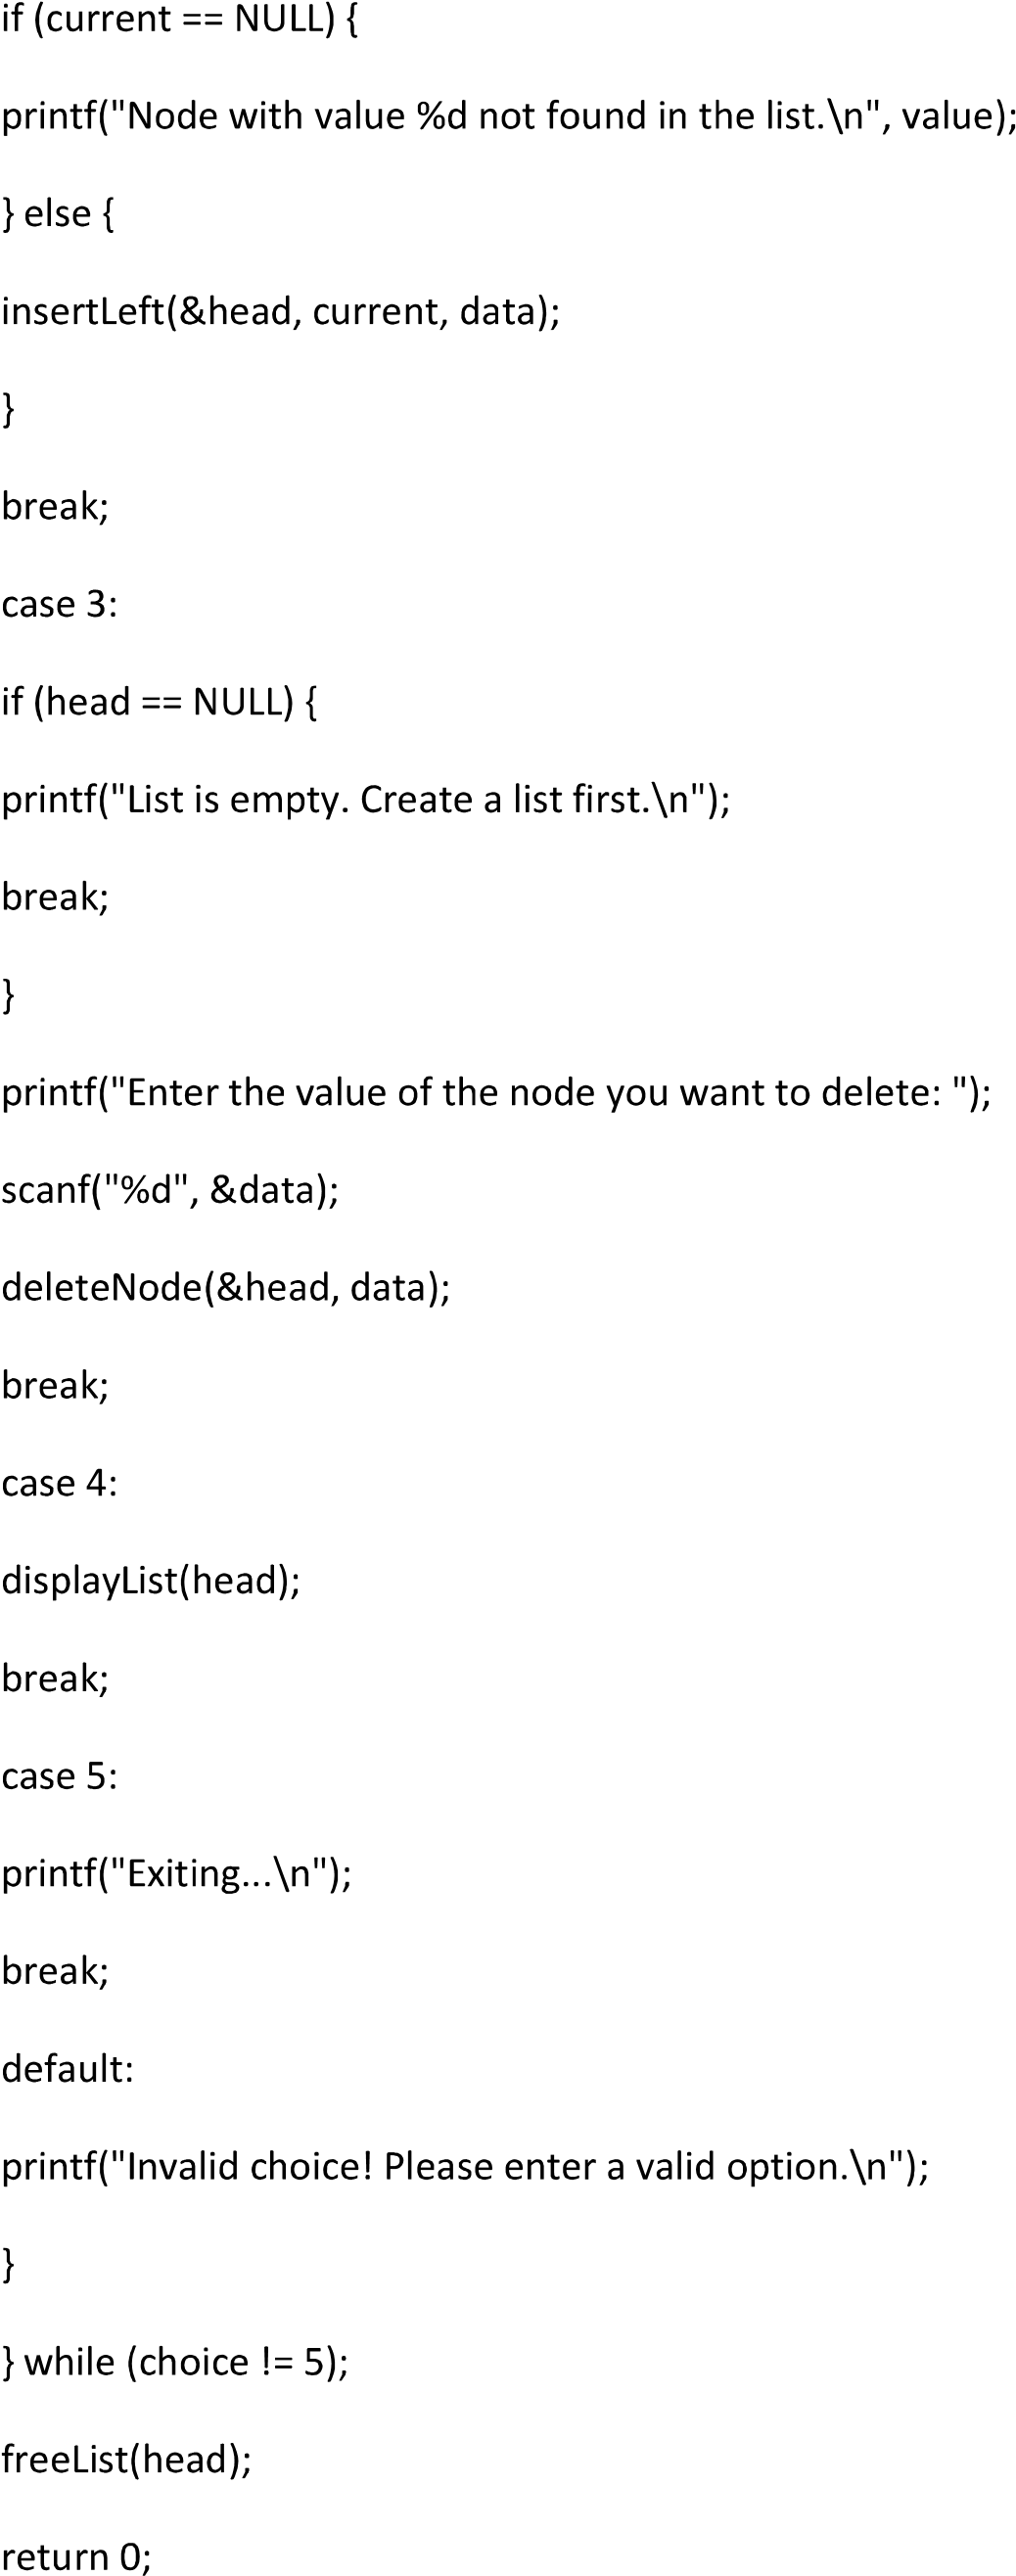 if (current == NULL) {
printf("Node with value %d not found in the list.\n", value);
} else {
insertLeft(&head, current, data);
}
break;
case 3:
if (head == NULL) {
printf("List is empty. Create a list first.\n");
break;
}
printf("Enter the value of the node you want to delete: ");
scanf("%d", &data);
deleteNode(&head, data);
break;
case 4:
displayList(head);
break;
case 5:
printf("Exiting...\n");
break;
default:
printf("Invalid choice! Please enter a valid option.\n");
}
} while (choice != 5);
freeList(head);
return 0;